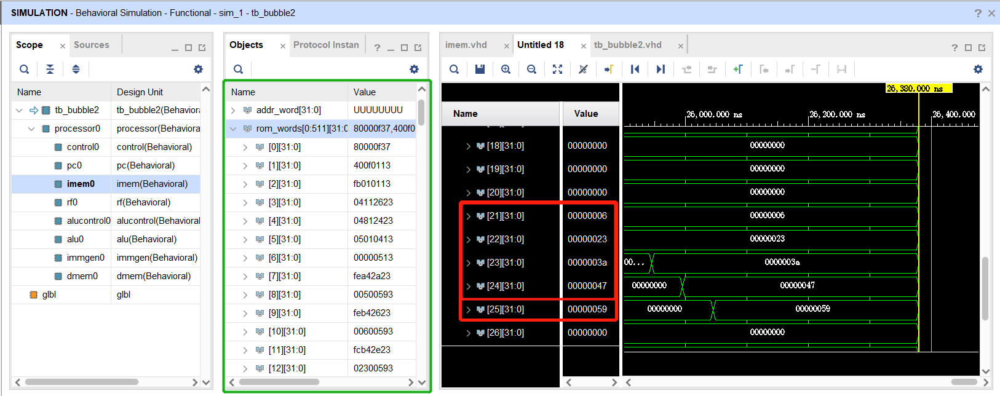 SIMULATION - Behavioral Simulation - Functional - sim_1 - tb_bubble2
Scope
Sources
Name Design Unit
tb_bubble2 tb_bubble2(Behavior
processor0 processor(Behaviora
control0 control(Behavioral)
pc0 pc(Behavioral)
imem0 imem(Behavioral)
rf0 rf(Behavioral)
alucontrol0 alucontrol(Behavioral
alu0 alu(Behavioral)
immgen0 immgen(Behavioral)
dmem0 dmem(Behavioral)
glbl glbl
Objects
Protocol Instan
Name Value
addr_word[31:0] UUUUUUUU
rom_words[0:511][31:0 80000f37,400f0
[0][31:0] 80000f37
[1][31:0] 400f0113
[2][31:0] fb010113
[3][31:0] 04112623
[4][31:0] 04812423
[5][31:0] 05010413
[6][31:0] 00000513
[7][31:0] fea42a23
[8][31:0] 00500593
[9][31:0] feb42623
[10][31:0] 00600593
[11][31:0] fcb42e23
[12][31:0] 02300593
imem.vhd
Untitled 18
tb_bubble2.vhd
Name Value
[18][31:0] 00000000
[19][31:0] 00000000
[20][31:0] 00000000
[21][31:0] 00000006
[22][31:0] 00000023
[23][31:0] 0000003a
[24][31:0] 00000047
[25][31:0] 00000059
[26][31:0] 00000000
26,380.000 ns
26,000.000 ns 26,200.000 ns 26,400.000
00000000
00000000
00000000
00000006
00000023
00... 0000003a
00000000 00000047
00000000 00000059
00000000